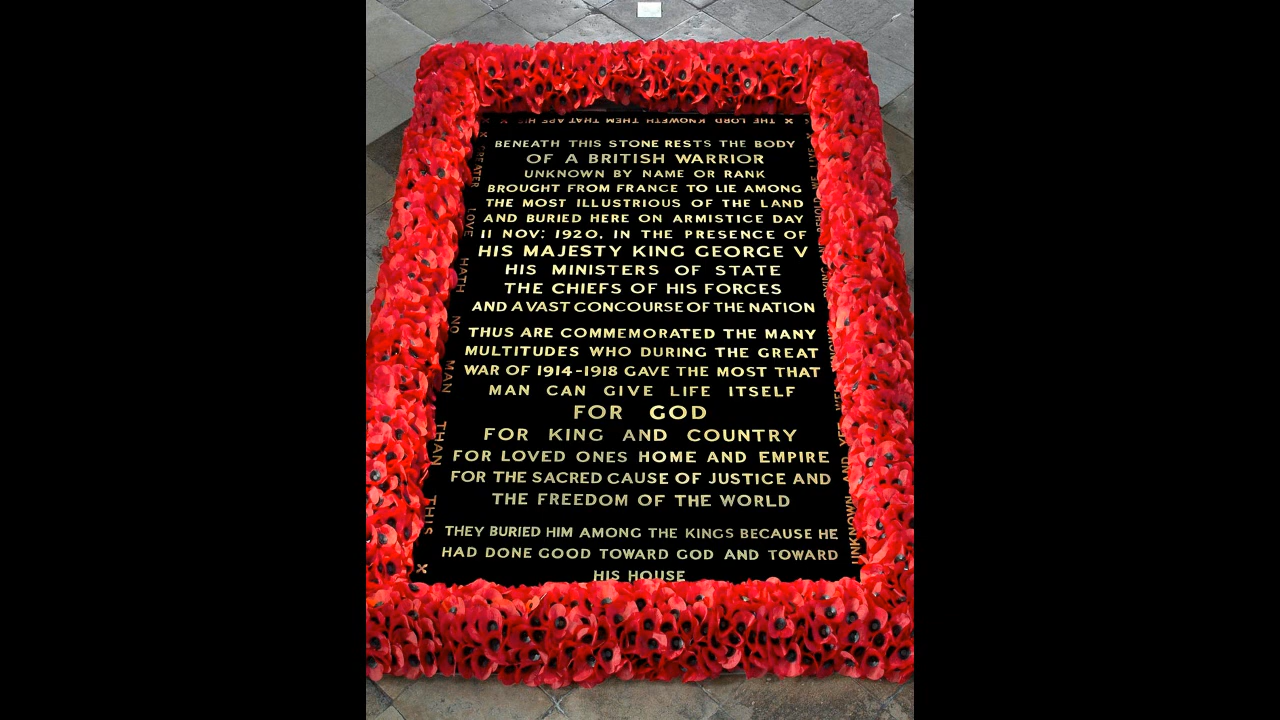 THE LORD KNOWETH THEM THAT ARE HIS
BENEATH THIS STONE RESTS THE BODY
OF A BRITISH WARRIOR
UNKNOWN BY NAME OR RANK
BROUGHT FROM FRANCE TO LIE AMONG
THE MOST ILLUSTRIOUS OF THE LAND
AND BURIED HERE ON ARMISTICE DAY
11 NOV: 1920, IN THE PRESENCE OF
HIS MAJESTY KING GEORGE V
HIS MINISTERS OF STATE
THE CHIEFS OF HIS FORCES
AND A VAST CONCOURSE OF THE NATION
THUS ARE COMMEMORATED THE MANY
MULTITUDES WHO DURING THE GREAT
WAR OF 1914-1918 GAVE THE MOST THAT
MAN CAN GIVE LIFE ITSELF
FOR GOD
FOR KING AND COUNTRY
FOR LOVED ONES HOME AND EMPIRE
FOR THE SACRED CAUSE OF JUSTICE AND
THE FREEDOM OF THE WORLD
THEY BURIED HIM AMONG THE KINGS BECAUSE HE
HAD DONE GOOD TOWARD GOD AND TOWARD
HIS HOUSE
GREATER LOVE HATH NO MAN THAN THIS
UNKNOWN AND YET BEHOLD WE LIVE